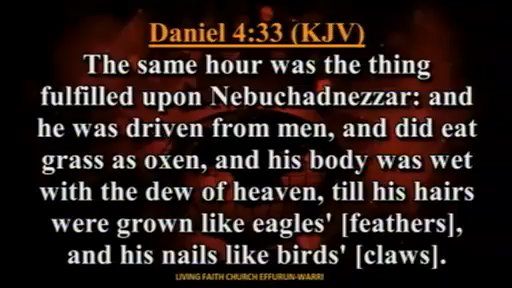 Daniel 4:33 (KJV)
The same hour was the thing
fulfilled upon Nebuchadnezzar: and
he was driven from men, and did eat
grass as oxen, and his body was wet
with the dew of heaven, till his hairs
were grown like eagles' [feathers],
and his nails like birds' [claws].
LIVING FAITH CHURCH EFFURUN-WARRI